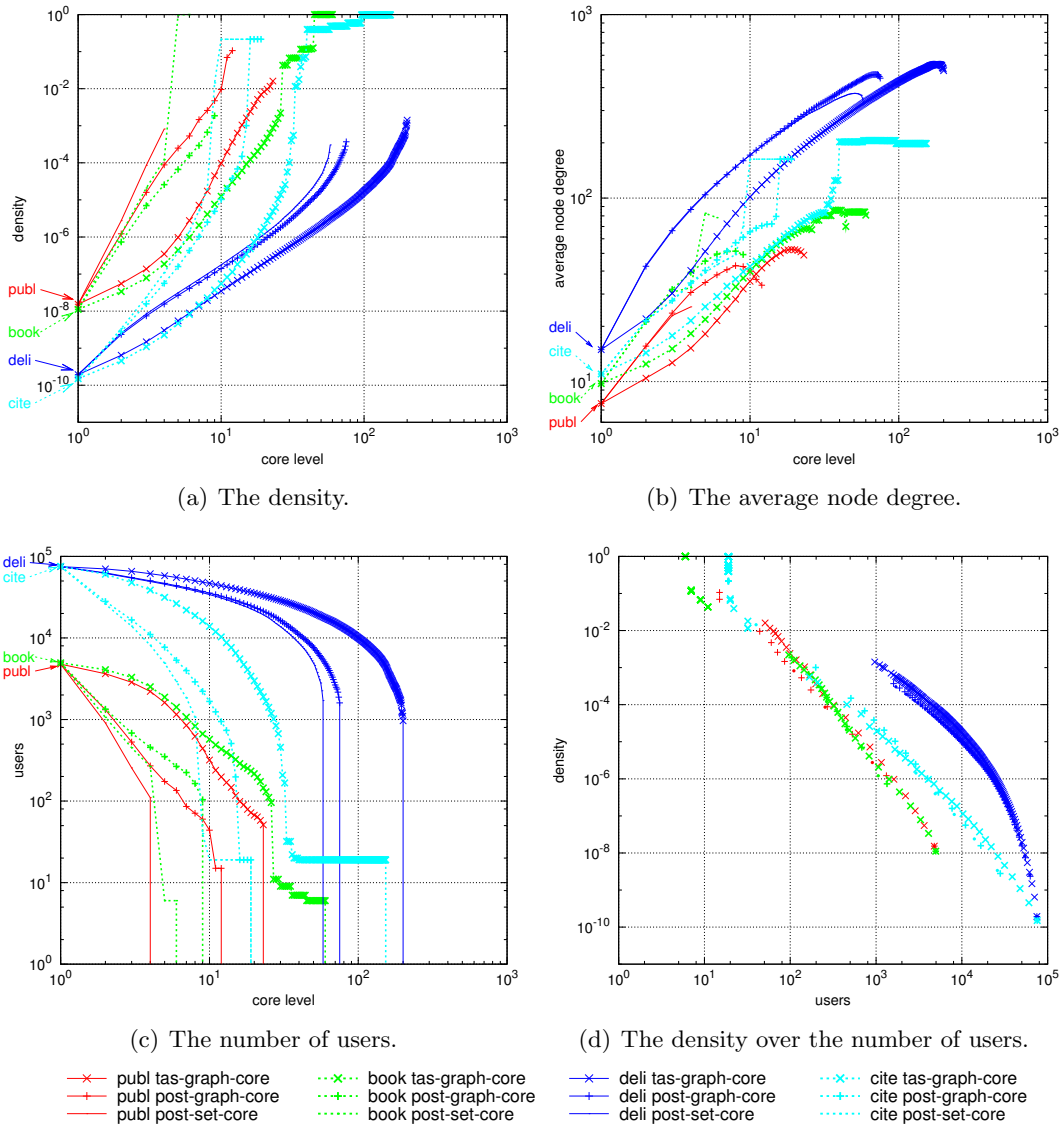 10^0
10^-2
10^-4
10^-6
10^-8
10^-10
density
publ
book
deli
cite
10^0 10^1 10^2 10^3
core level
(a) The density.
10^3
10^2
10^1
average node degree
deli
cite
book
publ
10^0 10^1 10^2 10^3
core level
(b) The average node degree.
10^5
10^4
10^3
10^2
10^1
10^0
users
deli
cite
book
publ
10^0 10^1 10^2 10^3
core level
(c) The number of users.
10^0
10^-2
10^-4
10^-6
10^-8
10^-10
density
10^0 10^1 10^2 10^3 10^4 10^5
users
(d) The density over the number of users.
publ tas-graph-core book tas-graph-core deli tas-graph-core cite tas-graph-core
publ post-graph-core book post-graph-core deli post-graph-core cite post-graph-core
publ post-set-core book post-set-core deli post-set-core cite post-set-core